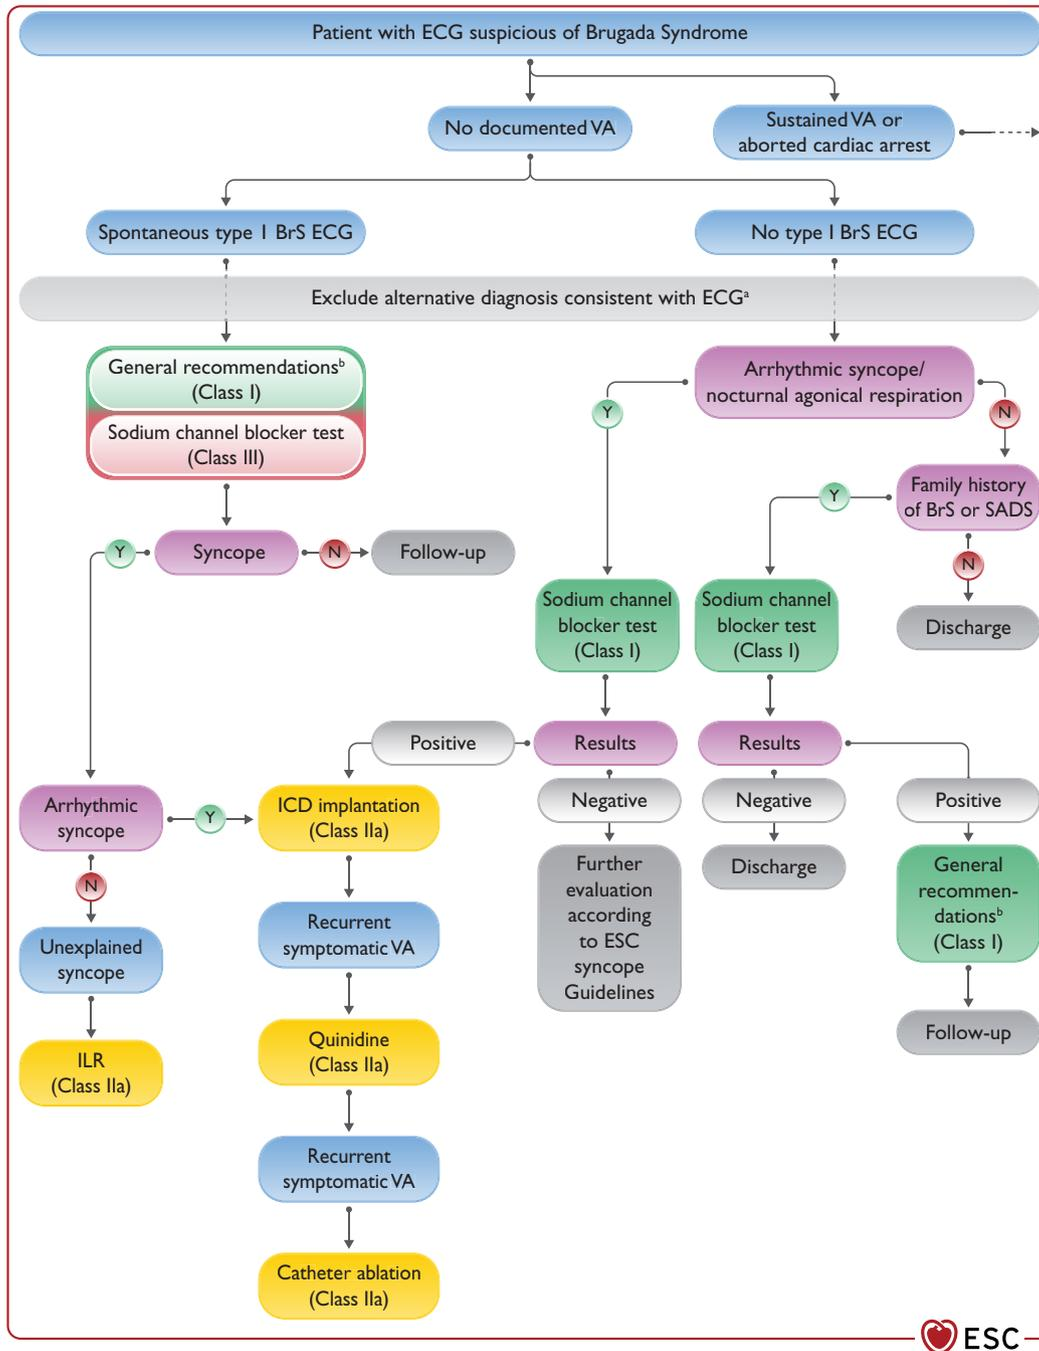 Patient with ECG suspicious of Brugada Syndrome
No documented VA
Sustained VA or
aborted cardiac arrest
Spontaneous type 1 BrS ECG
No type I BrS ECG
Exclude alternative diagnosis consistent with ECGᵃ
General recommendationsᵇ
(Class I)
Sodium channel blocker test
(Class III)
Arrhythmic syncope/
nocturnal agonical respiration
Y
N
Family history
of BrS or SADS
Y
N
Discharge
Y
Syncope
N
Follow-up
Sodium channel
blocker test
(Class I)
Sodium channel
blocker test
(Class I)
Positive
Results
Results
Negative
Negative
Positive
Arrhythmic
syncope
Y
ICD implantation
(Class IIa)
Further
evaluation
according
to ESC
syncope
Guidelines
Discharge
General
recommen-
dationsᵇ
(Class I)
N
Unexplained
syncope
Recurrent
symptomatic VA
Follow-up
ILR
(Class IIa)
Quinidine
(Class IIa)
Recurrent
symptomatic VA
Catheter ablation
(Class IIa)
ESC